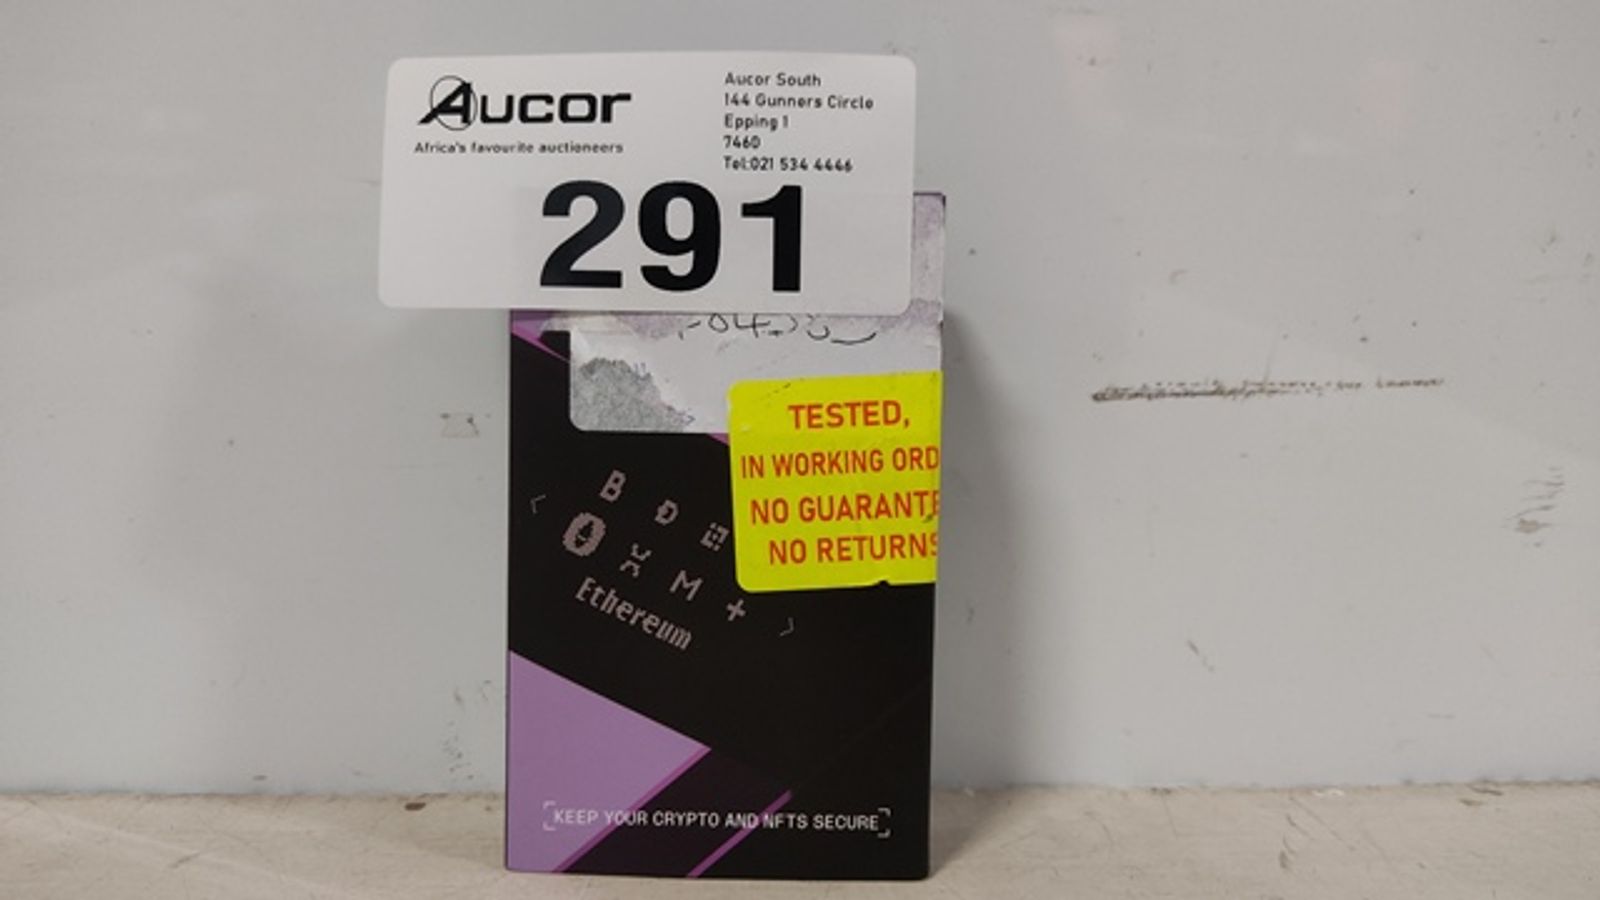 Aucor
Africa's favourite auctioneers
Aucor South
144 Gunners Circle
Epping 1
7460
Tel:021 534 4446
291
TESTED,
IN WORKING ORD
NO GUARANTE
NO RETURNS
B
M
+
Ethereum
KEEP YOUR CRYPTO AND NFTS SECURE